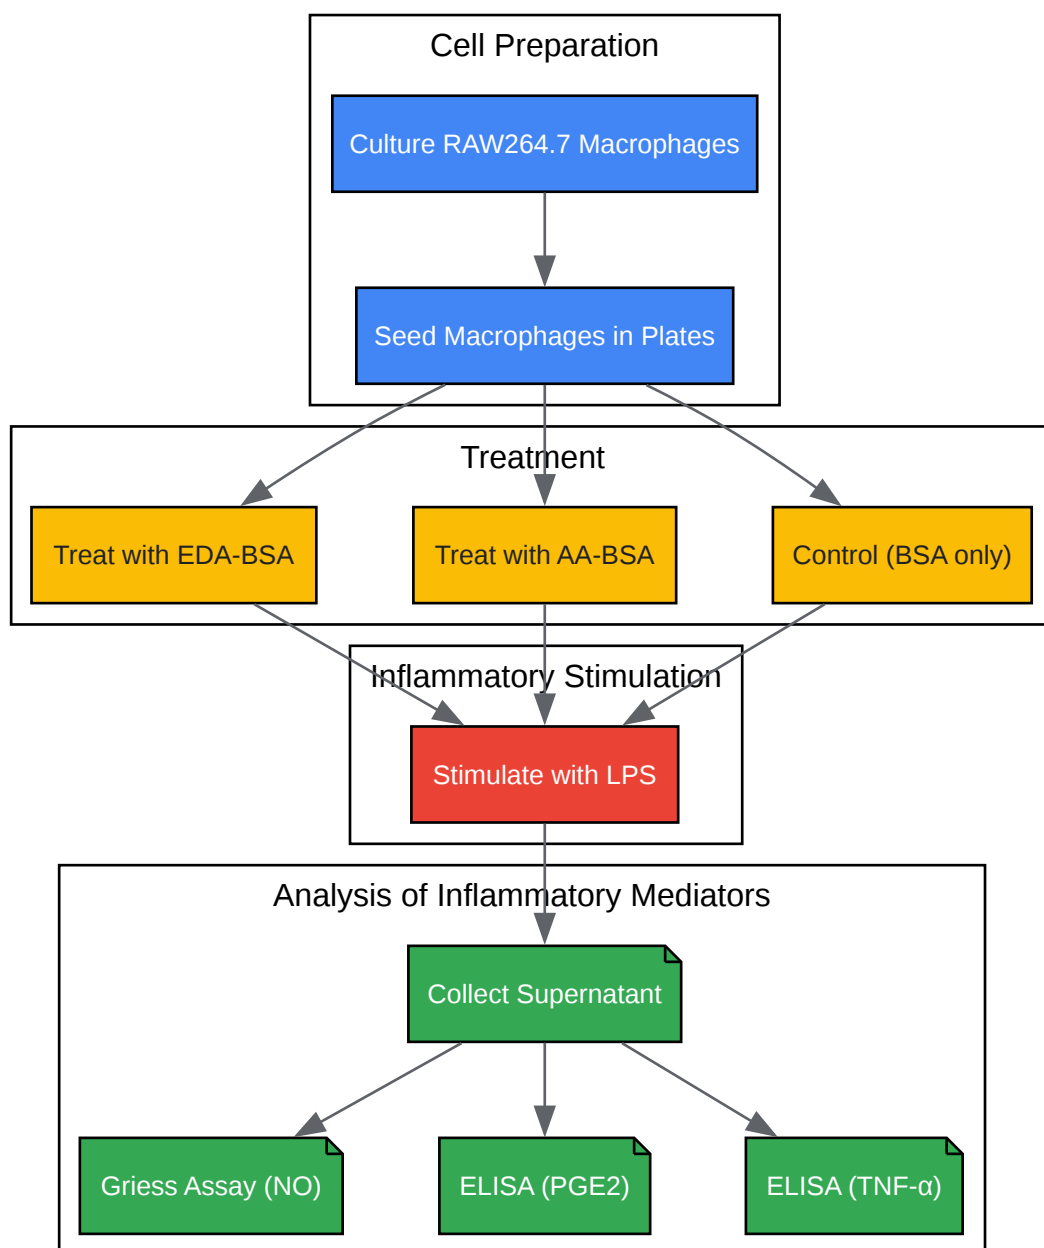 Cell Preparation
Culture RAW264.7 Macrophages
Seed Macrophages in Plates
Treatment
Treat with EDA-BSA
Treat with AA-BSA
Control (BSA only)
Inflammatory Stimulation
Stimulate with LPS
Analysis of Inflammatory Mediators
Collect Supernatant
Griess Assay (NO)
ELISA (PGE2)
ELISA (TNF-α)